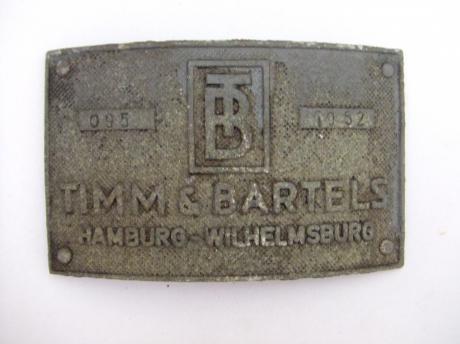 TB
095 1952
TIMM & BARTELS
HAMBURG-WILHELMSBURG